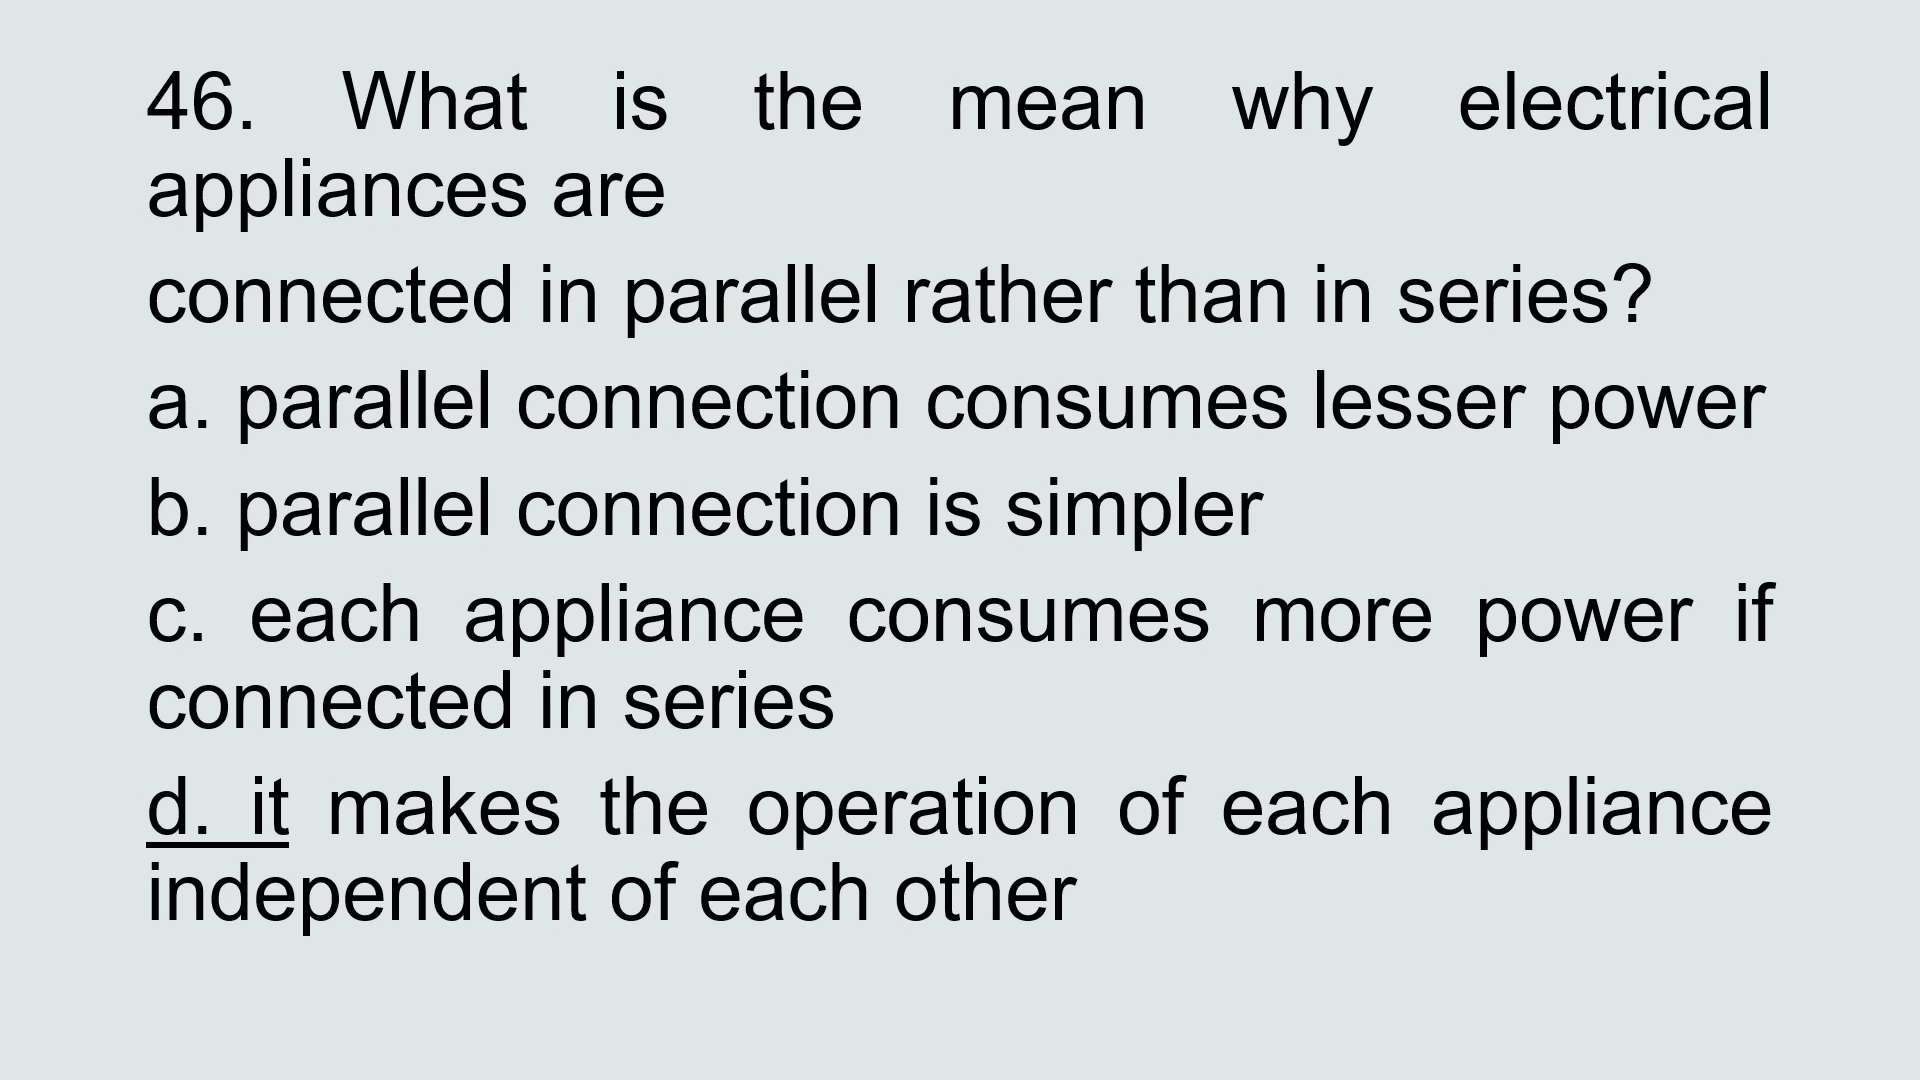 46. What is the mean why electrical
appliances are
connected in parallel rather than in series?
a. parallel connection consumes lesser power
b. parallel connection is simpler
c. each appliance consumes more power if
connected in series
d. it makes the operation of each appliance
independent of each other